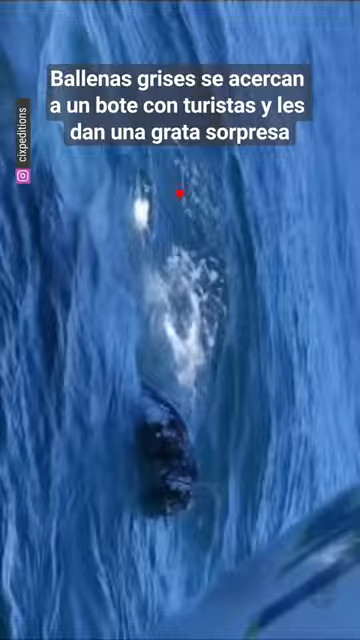 Ballenas grises se acercan
a un bote con turistas y les
dan una grata sorpresa
cixpeditions